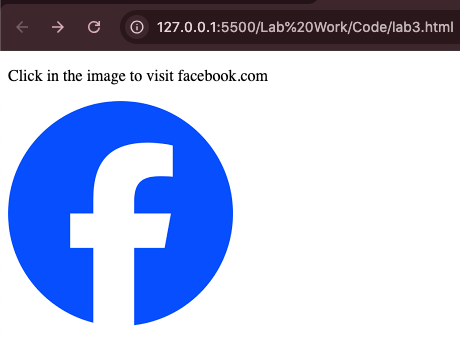 127.0.0.1:5500/Lab%20Work/Code/lab3.html
Click in the image to visit facebook.com
f